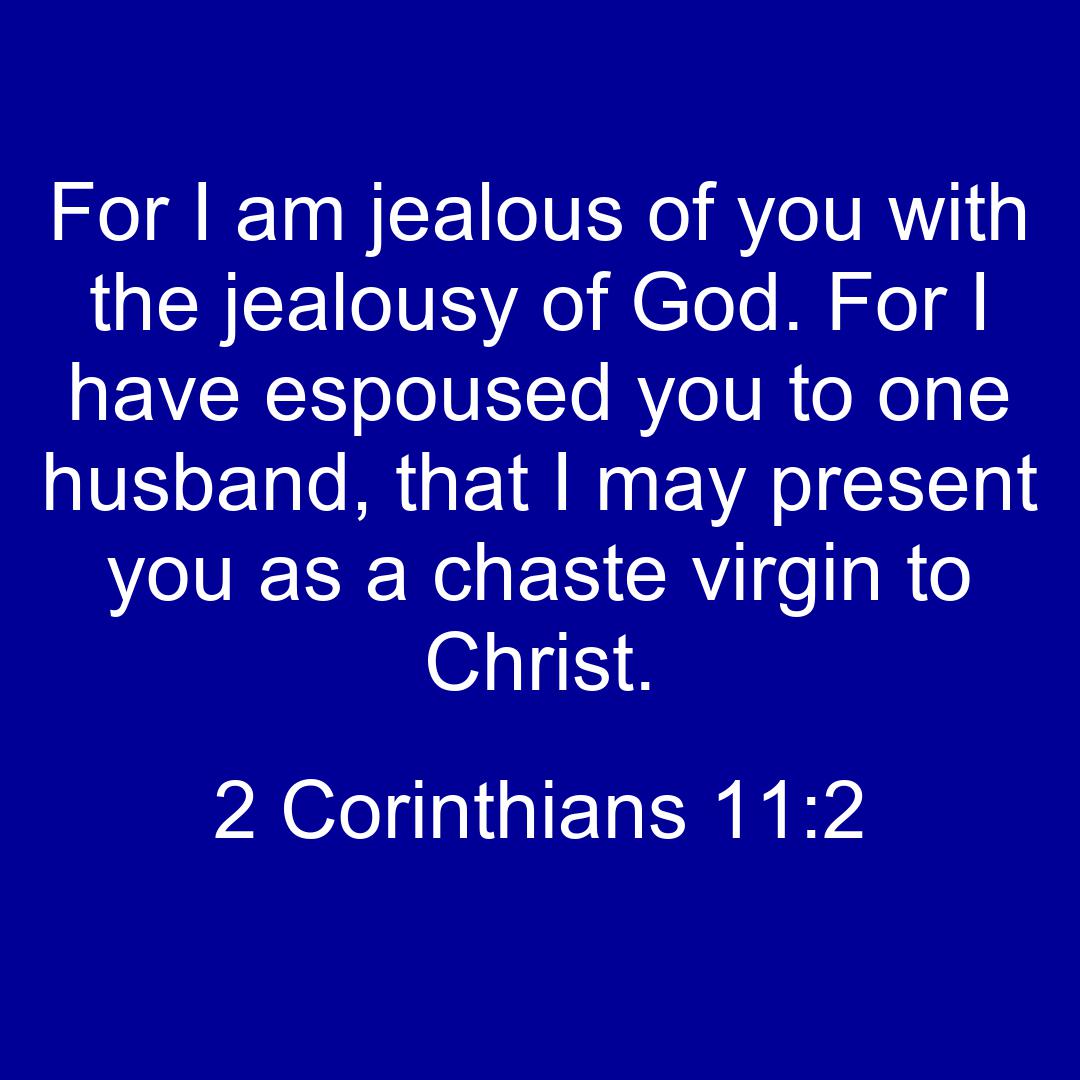 For I am jealous of you with
the jealousy of God. For I
have espoused you to one
husband, that I may present
you as a chaste virgin to
Christ.
2 Corinthians 11:2